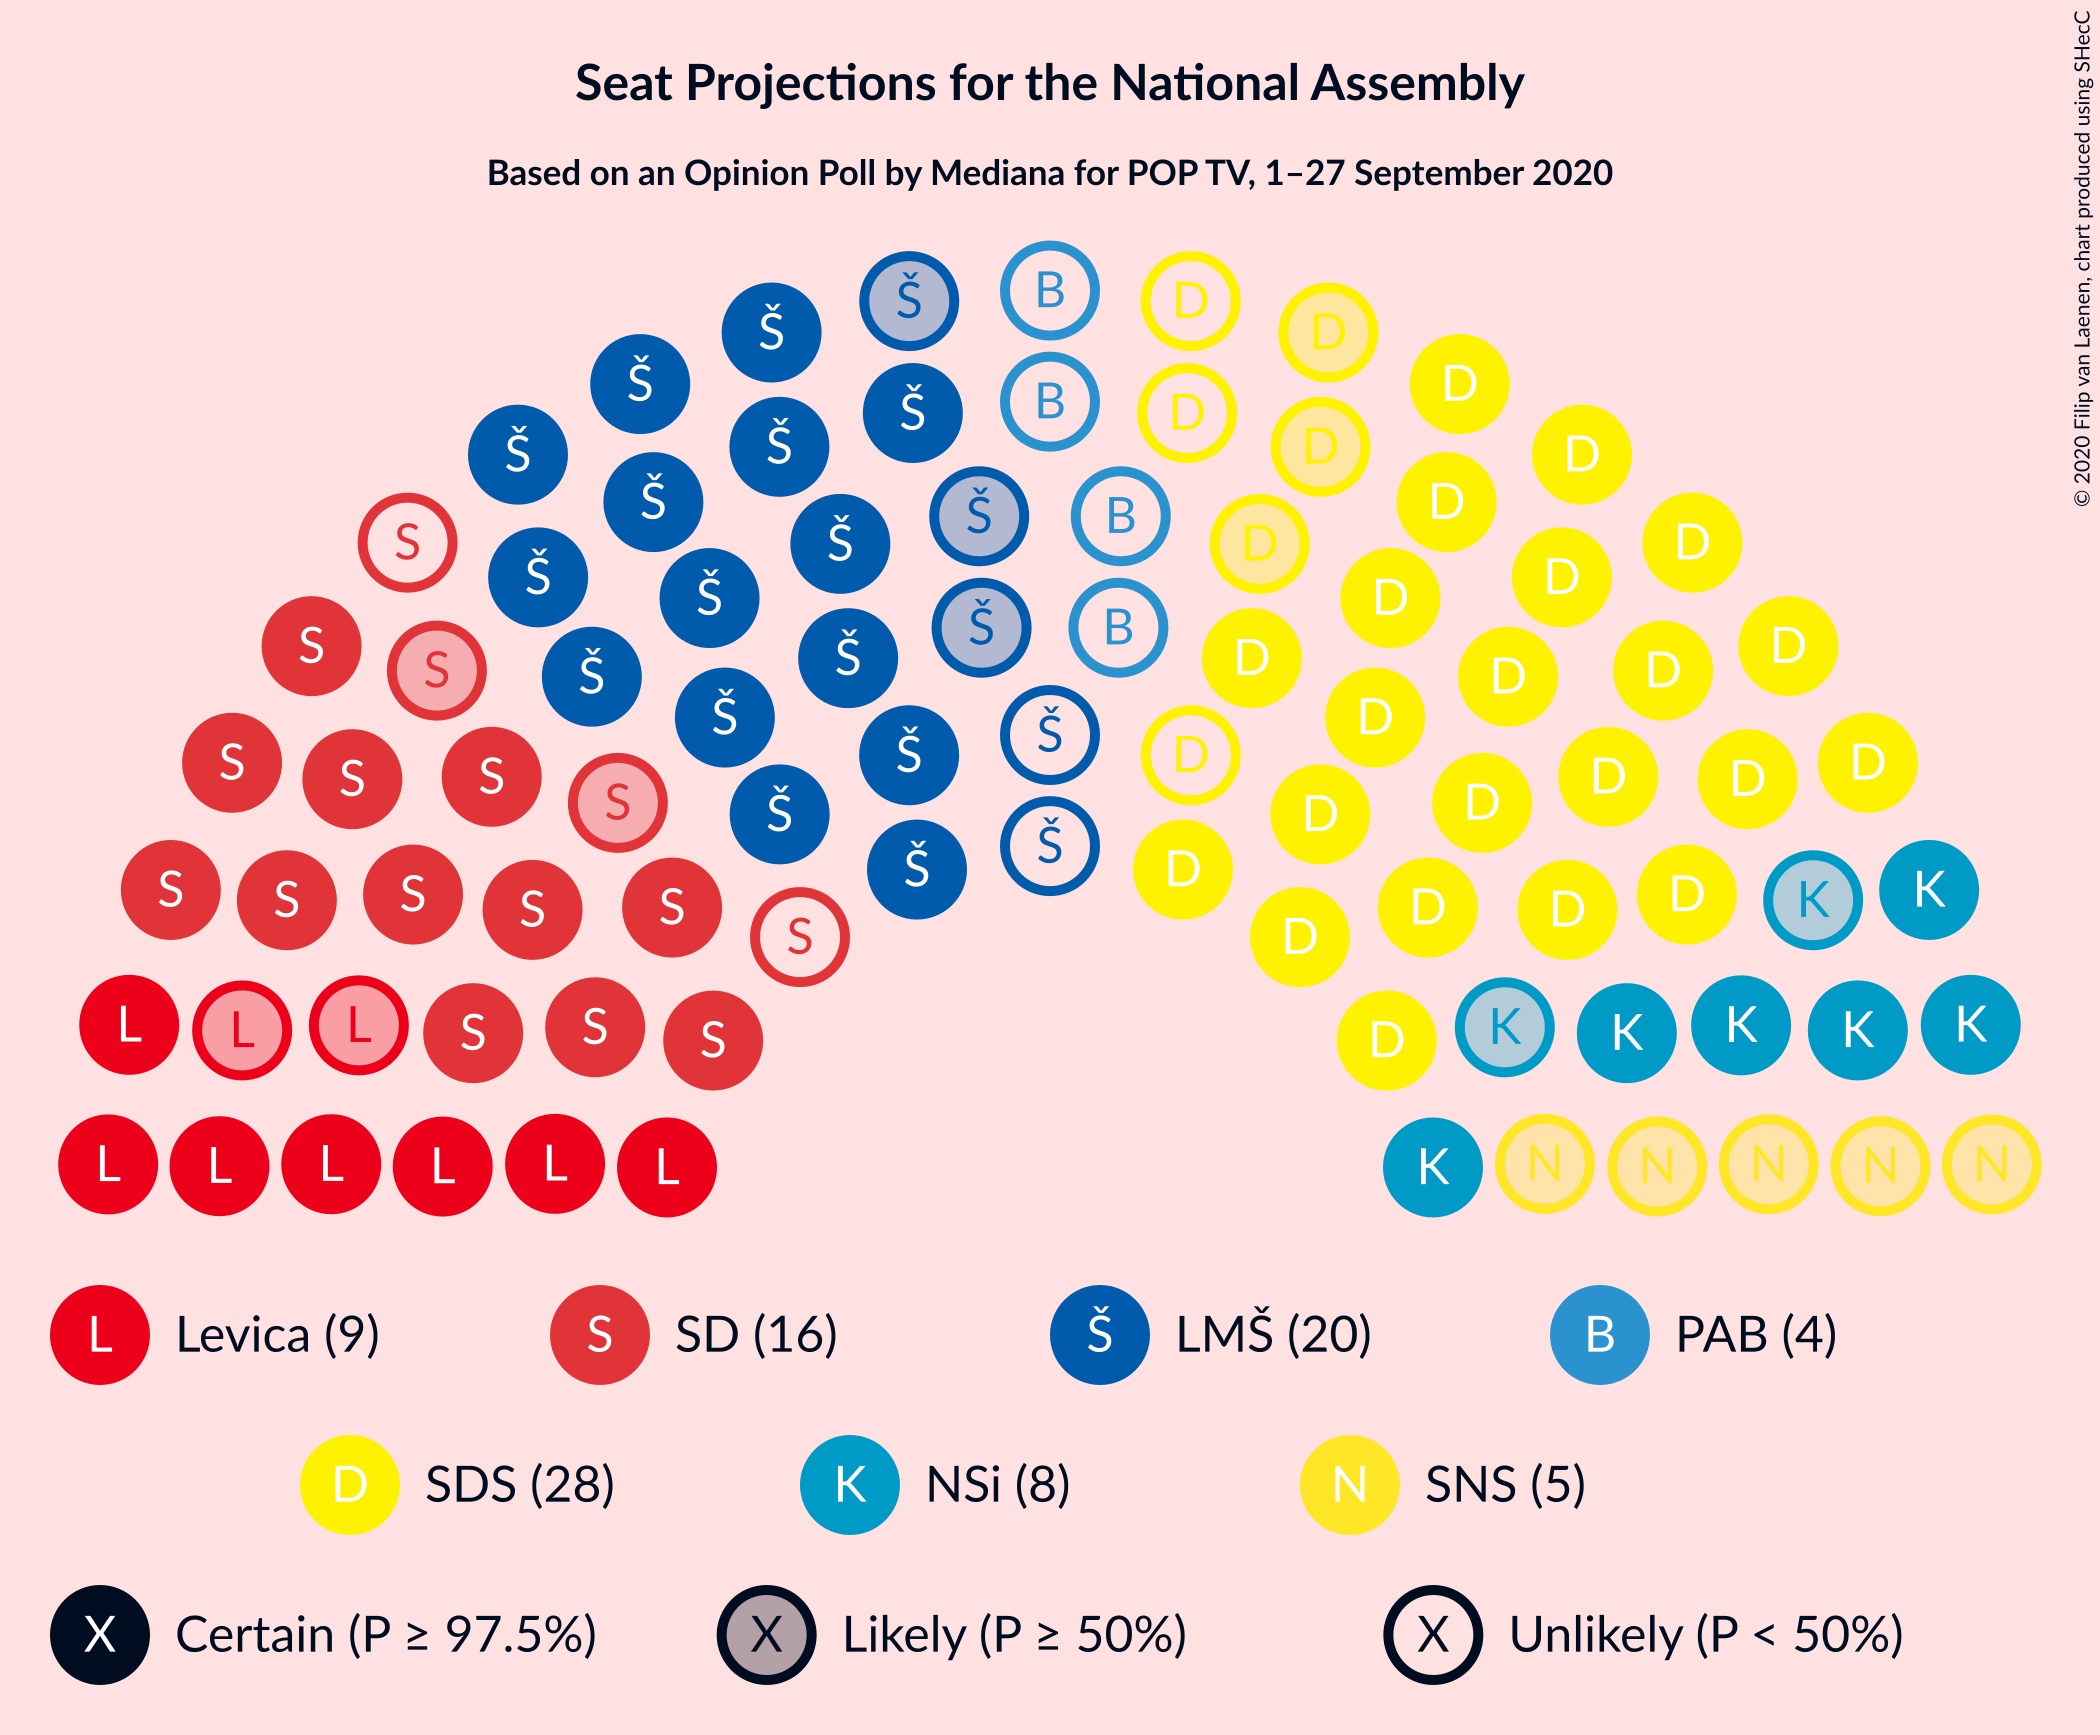 Seat Projections for the National Assembly
Based on an Opinion Poll by Mediana for POP TV, 1–27 September 2020
© 2020 Filip van Laenen, chart produced using SHecC
B
Š D
Š D
Š D
B
Š D
Š D
Š D
Š D
Š B
Š D
S D
Š D
Š D
Š B
S D
Š D
S D
Š D
Š
Š D
Š D
S D
S D
S D
S D
Š D
Š
Š D
S K
S D
S K
S D
S D
S D
L K
L K
L K
S K
S K
S D
L L L L L L K N N N N N
L Levica (9) S SD (16) Š LMŠ (20) B PAB (4)
D SDS (28) K NSi (8) N SNS (5)
X Certain (P ≥ 97.5%) X Likely (P ≥ 50%) X Unlikely (P < 50%)